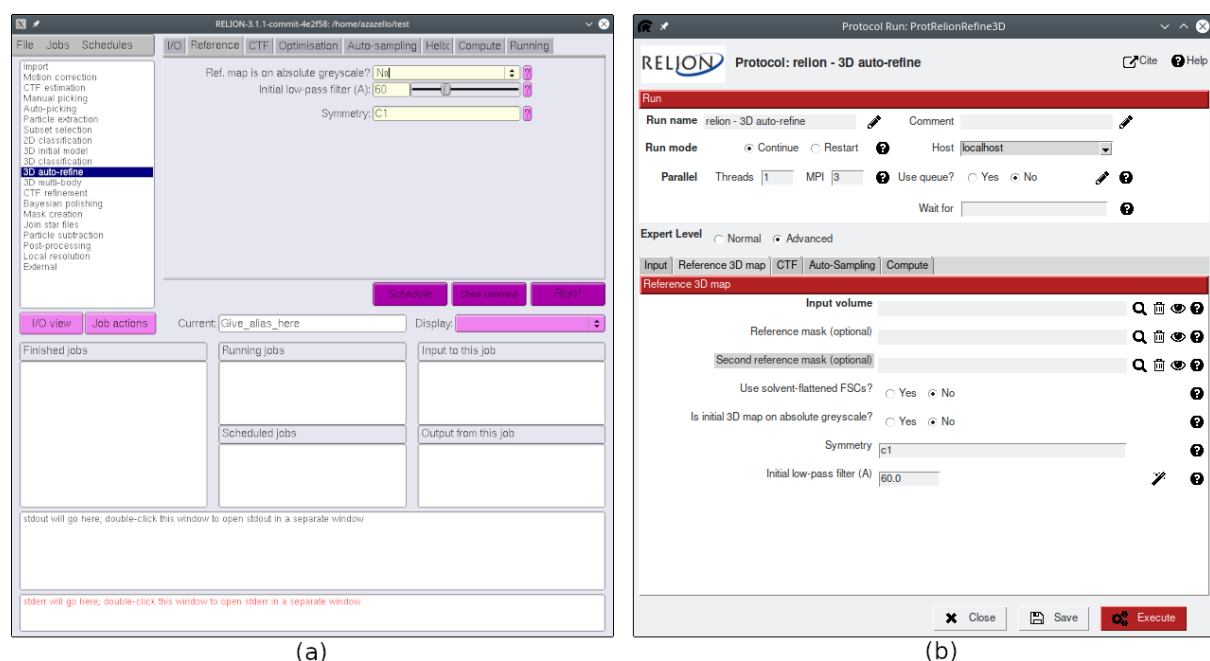 RELION-3.1.1-commit-4e2f58: /home/azazello/test
File Jobs Schedules
I/O Reference CTF Optimisation Auto-sampling Helix Compute Running
Import
Motion correction
CTF estimation
Manual picking
Auto-picking
Particle extraction
Subset selection
2D classification
3D initial model
3D classification
3D auto-refine
3D multi-body
CTF refinement
Bayesian polishing
Mask creation
Join star files
Particle subtraction
Post-processing
Local resolution
External
Ref. map is on absolute greyscale? No ?
Initial low-pass filter (A): 60 ?
Symmetry: C1 ?
Schedule Check command Run!
I/O view Job actions Current: Give_alias_here Display:
Finished jobs Running jobs Input to this job
Scheduled jobs Output from this job
stdout will go here; double-click this window to open stdout in a separate window
stderr will go here; double-click this window to open stderr in a separate window
(a)
Protocol Run: ProtRelionRefine3D
RELION Protocol: relion - 3D auto-refine Cite Help
Run
Run name relion - 3D auto-refine Comment
Run mode Continue Restart Host localhost
Parallel Threads 1 MPI 3 Use queue? Yes No
Wait for
Expert Level Normal Advanced
Input Reference 3D map CTF Auto-Sampling Compute
Reference 3D map
Input volume
Reference mask (optional)
Second reference mask (optional)
Use solvent-flattened FSCs? Yes No
Is initial 3D map on absolute greyscale? Yes No
Symmetry c1
Initial low-pass filter (A) 60.0
Close Save Execute
(b)